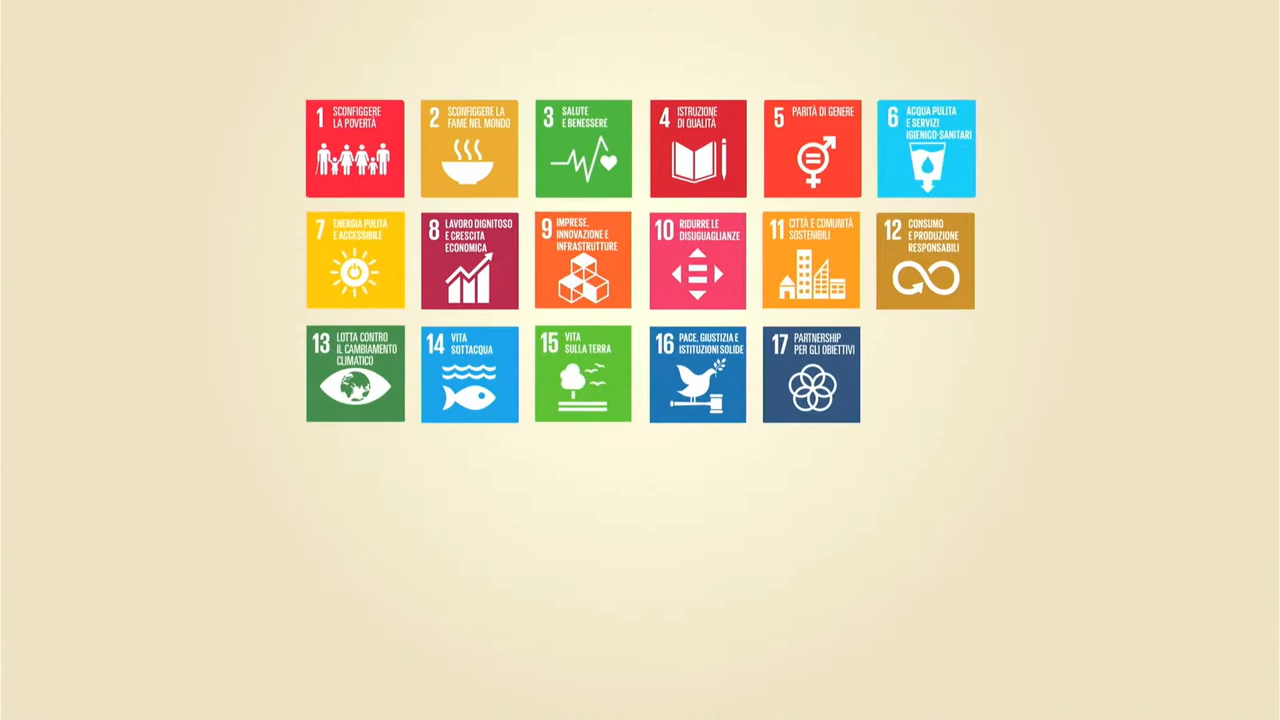 1 SCONFIGGERE
LA POVERTÀ
2 SCONFIGGERE LA
FAME NEL MONDO
3 SALUTE
E BENESSERE
4 ISTRUZIONE
DI QUALITÀ
5 PARITÀ DI GENERE
6 ACQUA PULITA
E SERVIZI
IGIENICO-SANITARI
7 ENERGIA PULITA
E ACCESSIBILE
8 LAVORO DIGNITOSO
E CRESCITA
ECONOMICA
9 IMPRESE,
INNOVAZIONE E
INFRASTRUTTURE
10 RIDURRE LE
DISUGUAGLIANZE
11 CITTÀ E COMUNITÀ
SOSTENIBILI
12 CONSUMO
E PRODUZIONE
RESPONSABILI
13 LOTTA CONTRO
IL CAMBIAMENTO
CLIMATICO
14 VITA
SOTTACQUA
15 VITA
SULLA TERRA
16 PACE, GIUSTIZIA E
ISTITUZIONI SOLIDE
17 PARTNERSHIP
PER GLI OBIETTIVI